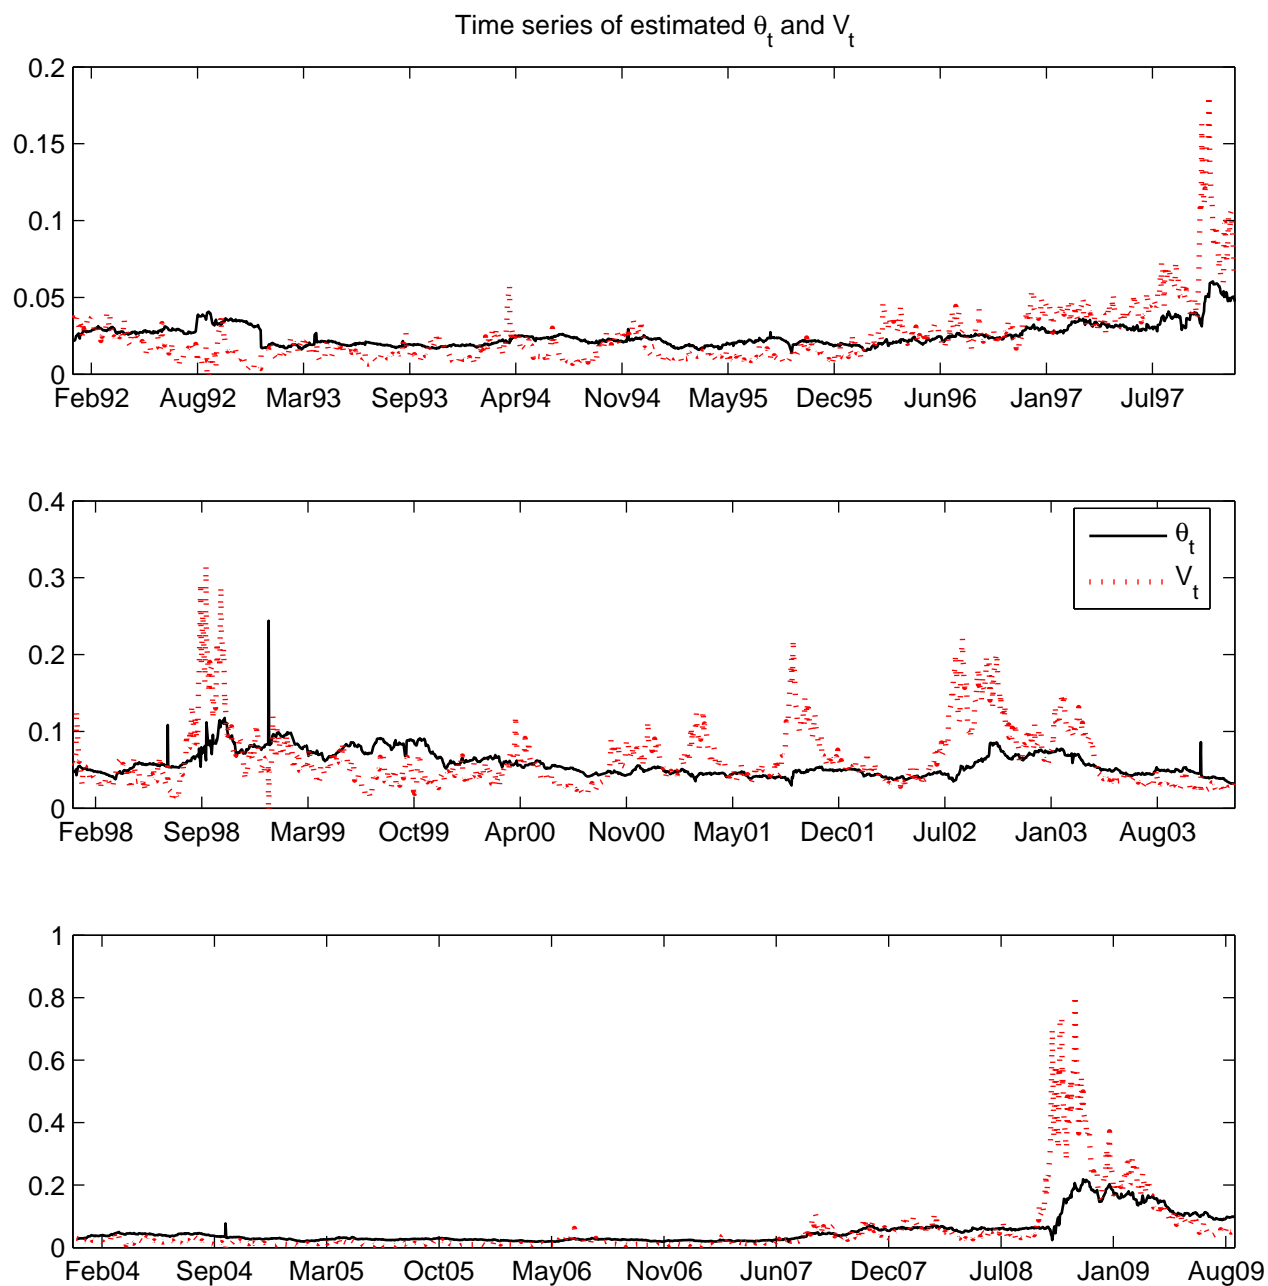 Time series of estimated θt and Vt
0.2
0.15
0.1
0.05
0
Feb92 Aug92 Mar93 Sep93 Apr94 Nov94 May95 Dec95 Jun96 Jan97 Jul97
0.4
0.3
0.2
0.1
0
θt
Vt
Feb98 Sep98 Mar99 Oct99 Apr00 Nov00 May01 Dec01 Jul02 Jan03 Aug03
1
0.8
0.6
0.4
0.2
0
Feb04 Sep04 Mar05 Oct05 May06 Nov06 Jun07 Dec07 Jul08 Jan09 Aug09